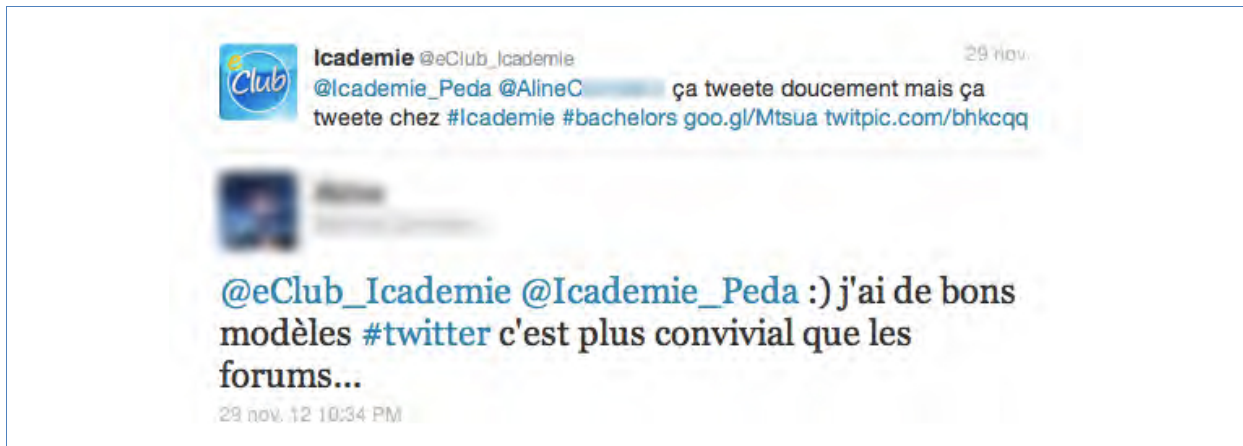 e Club
Icademie @eClub_Icademie 29 nov.
@Icademie_Peda @AlineC ça tweete doucement mais ça
tweete chez #Icademie #bachelors goo.gl/Mtsua twitpic.com/bhkcqq
@eClub_Icademie @Icademie_Peda :) j'ai de bons
modèles #twitter c'est plus convivial que les
forums...
29 nov. 12 10:34 PM